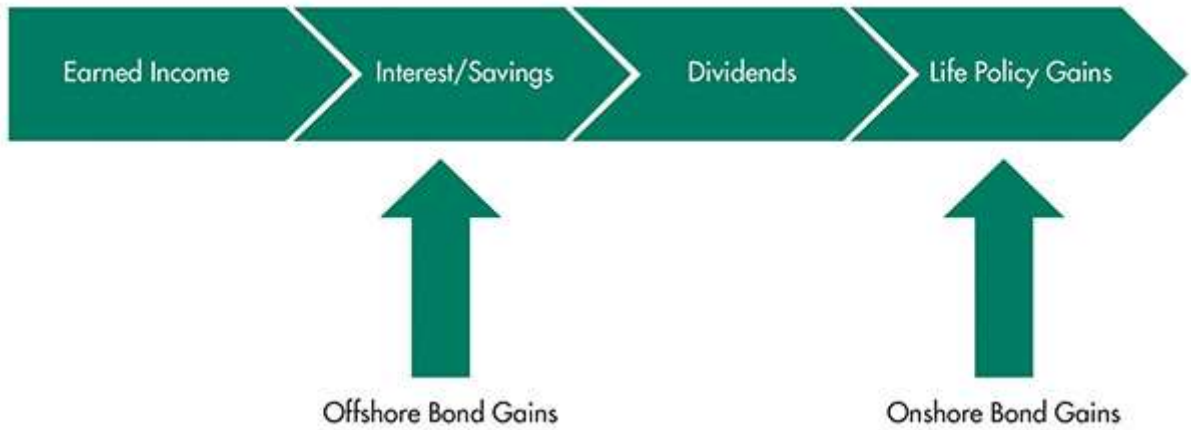 Earned Income
Interest/Savings
Dividends
Life Policy Gains
Offshore Bond Gains
Onshore Bond Gains